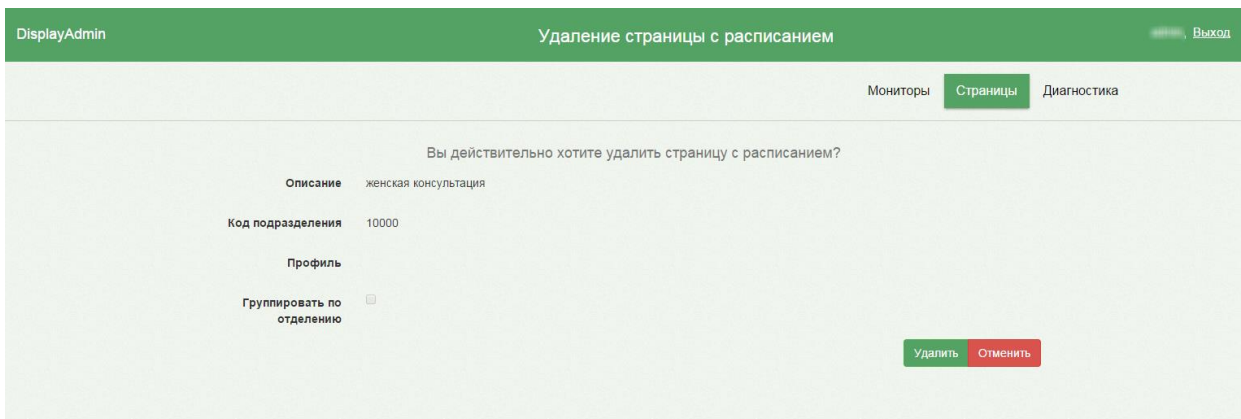 DisplayAdmin
Удаление страницы с расписанием
, Выход
Мониторы Страницы Диагностика
Вы действительно хотите удалить страницу с расписанием?
Описание женская консультация
Код подразделения 10000
Профиль
Группировать по
отделению
Удалить Отменить